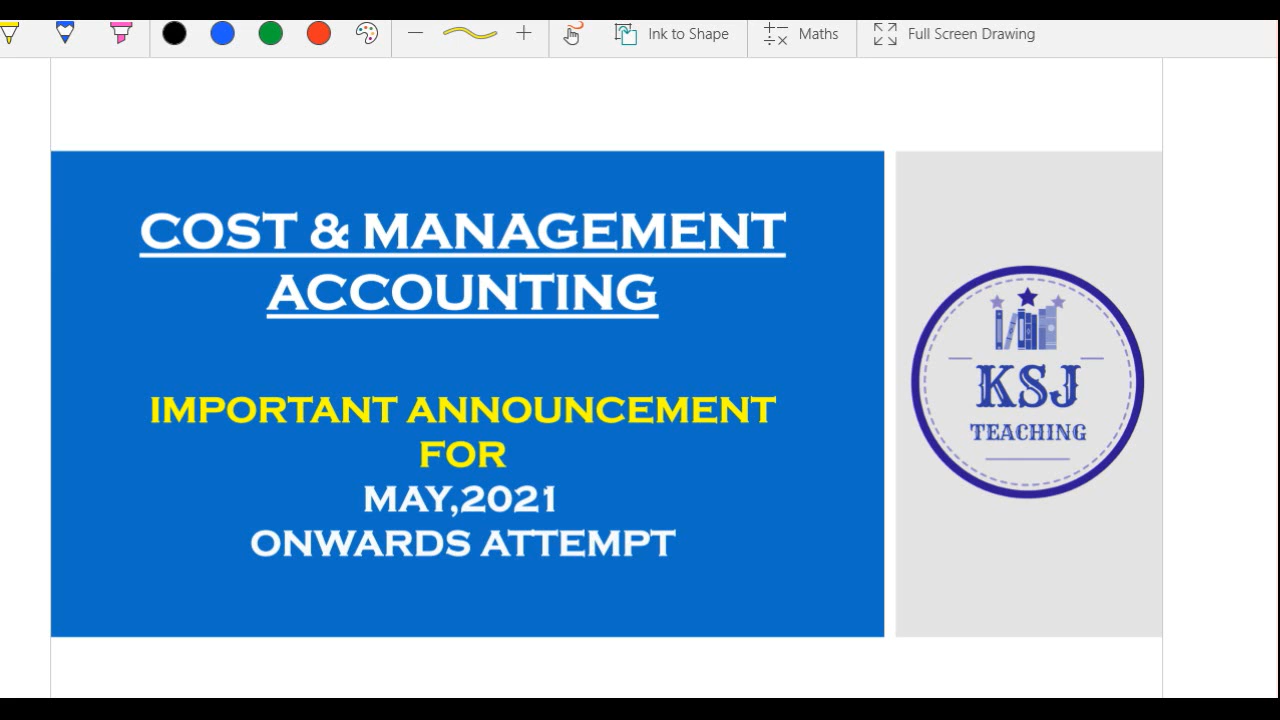 Ink to Shape
Maths
Full Screen Drawing
COST & MANAGEMENT
ACCOUNTING
IMPORTANT ANNOUNCEMENT
FOR
MAY,2021
ONWARDS ATTEMPT
KSJ
TEACHING